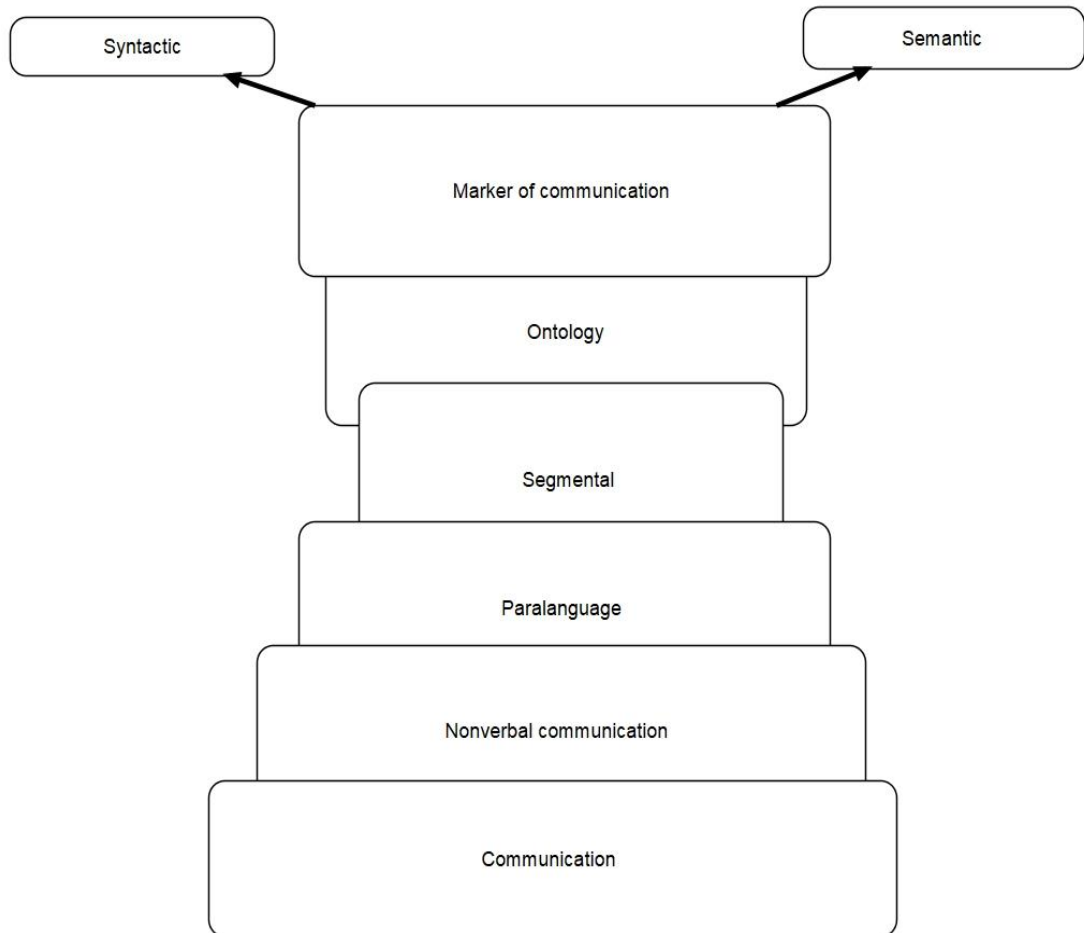 Syntactic
Semantic
Marker of communication
Ontology
Segmental
Paralanguage
Nonverbal communication
Communication